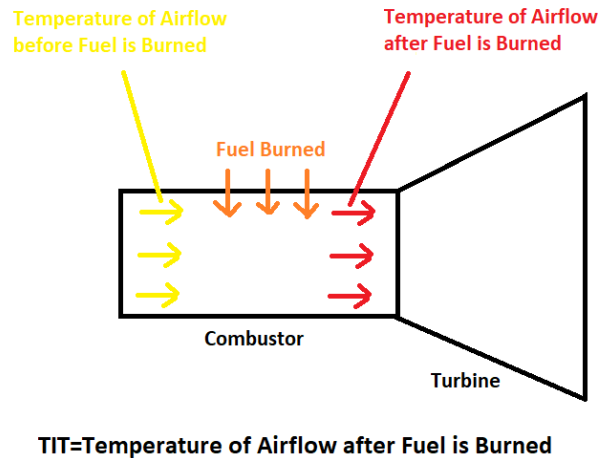 Temperature of Airflow
before Fuel is Burned
Temperature of Airflow
after Fuel is Burned
Fuel Burned
Combustor
Turbine
TIT=Temperature of Airflow after Fuel is Burned